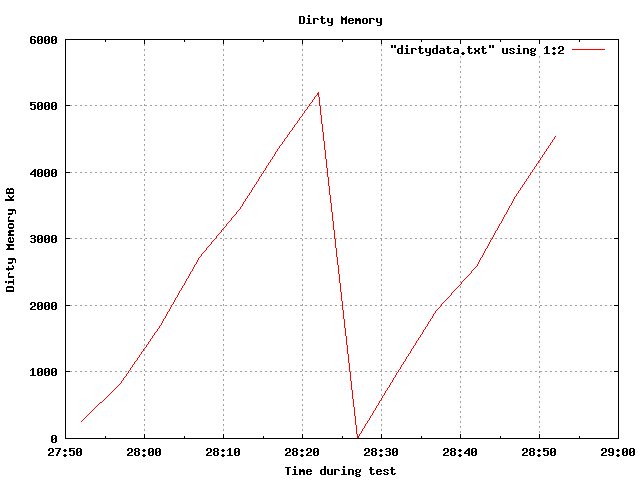 Dirty Memory
"dirtydata.txt" using 1:2
6000
5000
4000
3000
2000
1000
0
Dirty Memory kB
27:50 28:00 28:10 28:20 28:30 28:40 28:50 29:00
Time during test